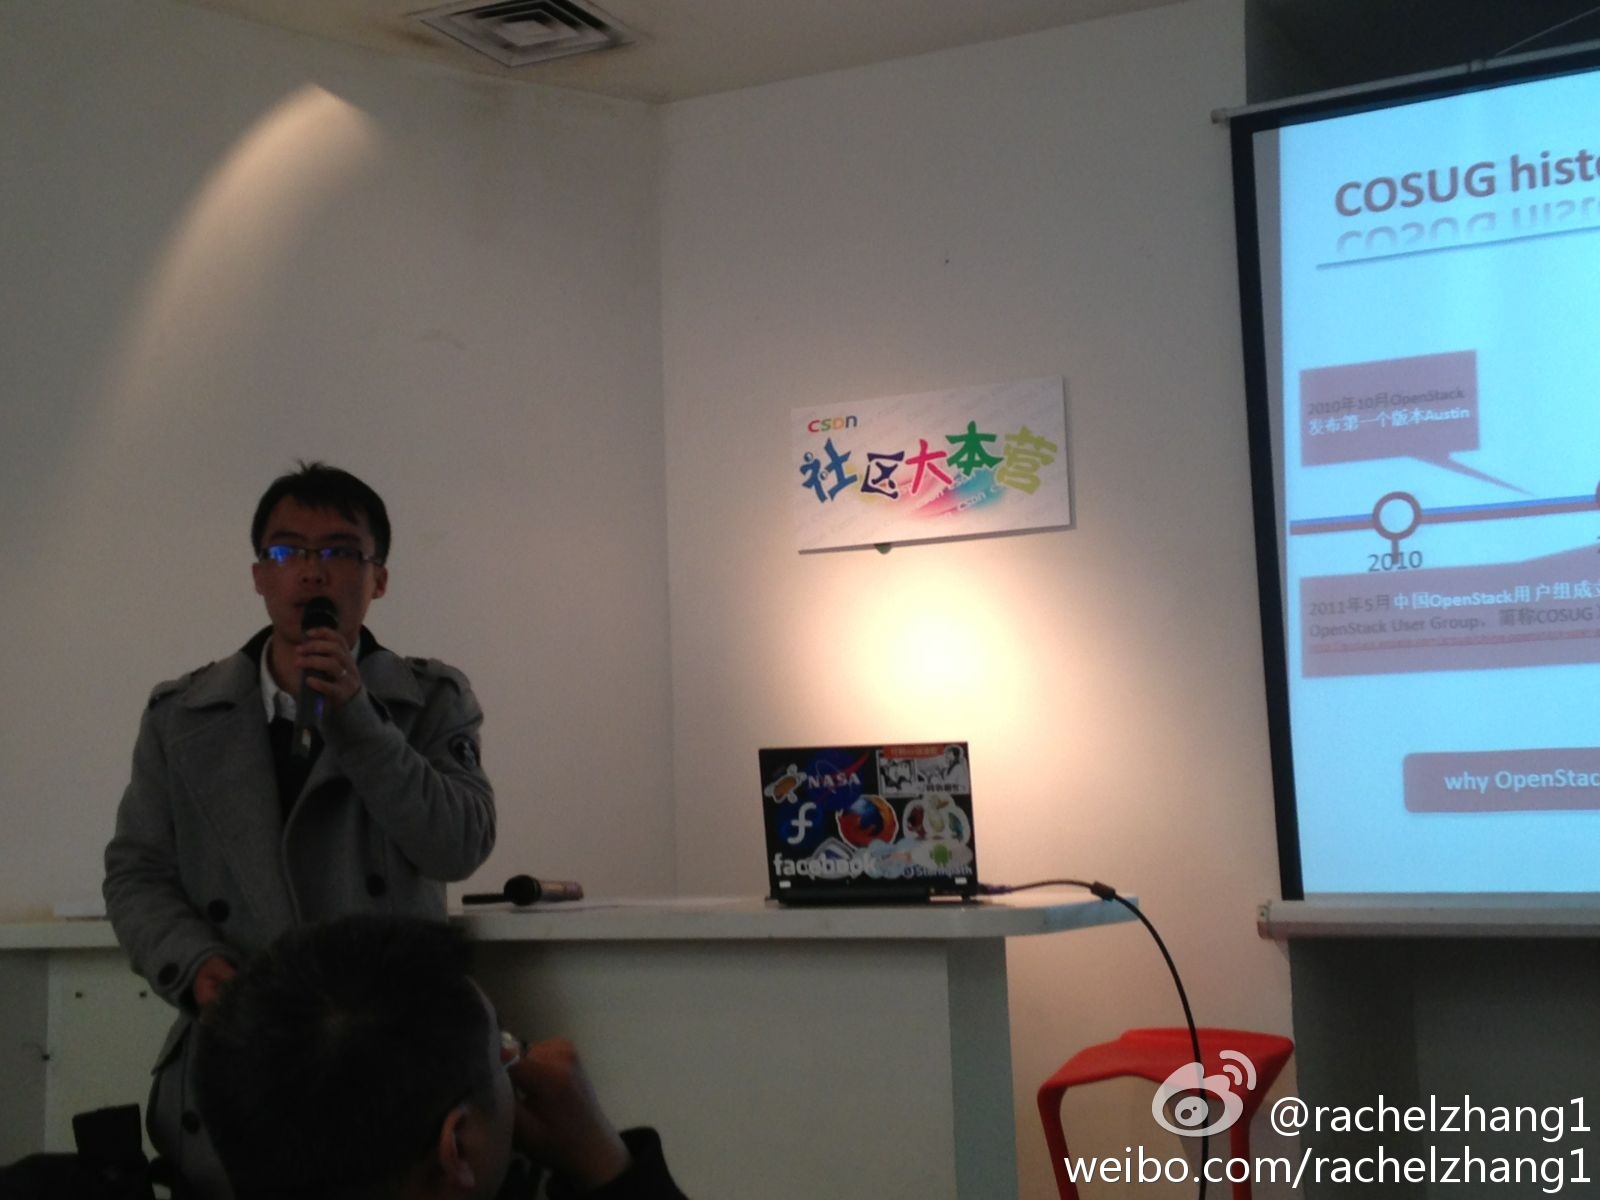 COSUG
CSDN
社区大本营
2010年10月OpenStack
发布第一个版本Austin
2010
2011年5月中国OpenStack用户组成立
OpenStack User Group，简称COSUG
why
NASA
facebook
@rachelzhang1
weibo.com/rachelzhang1